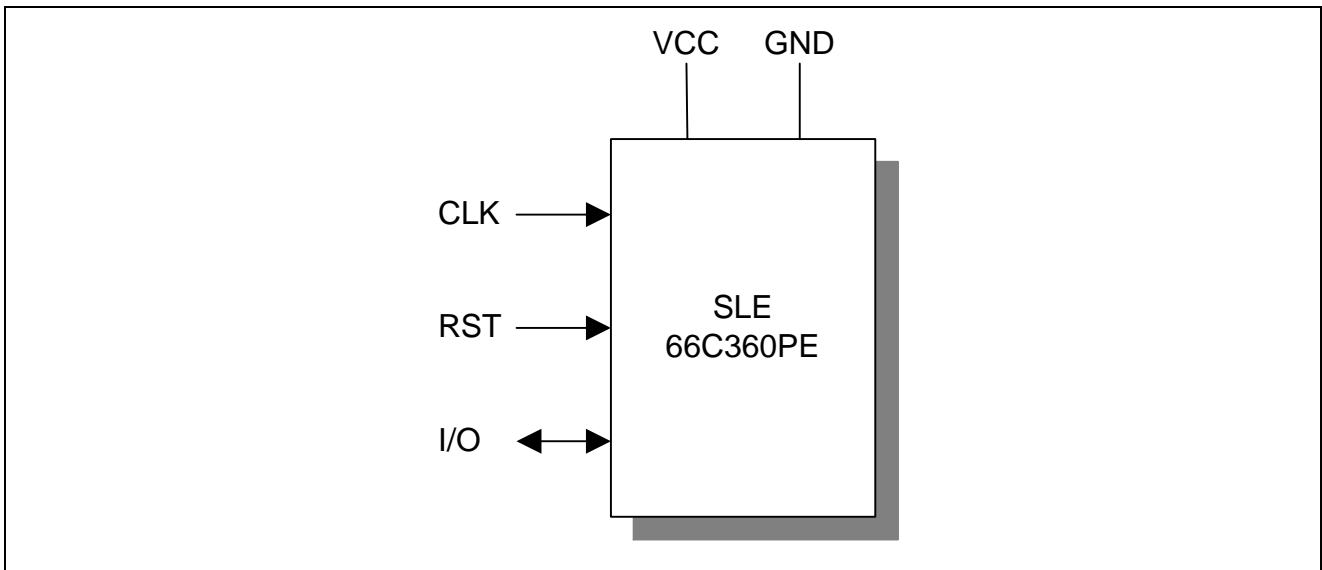 VCC GND
CLK
RST
SLE
66C360PE
I/O